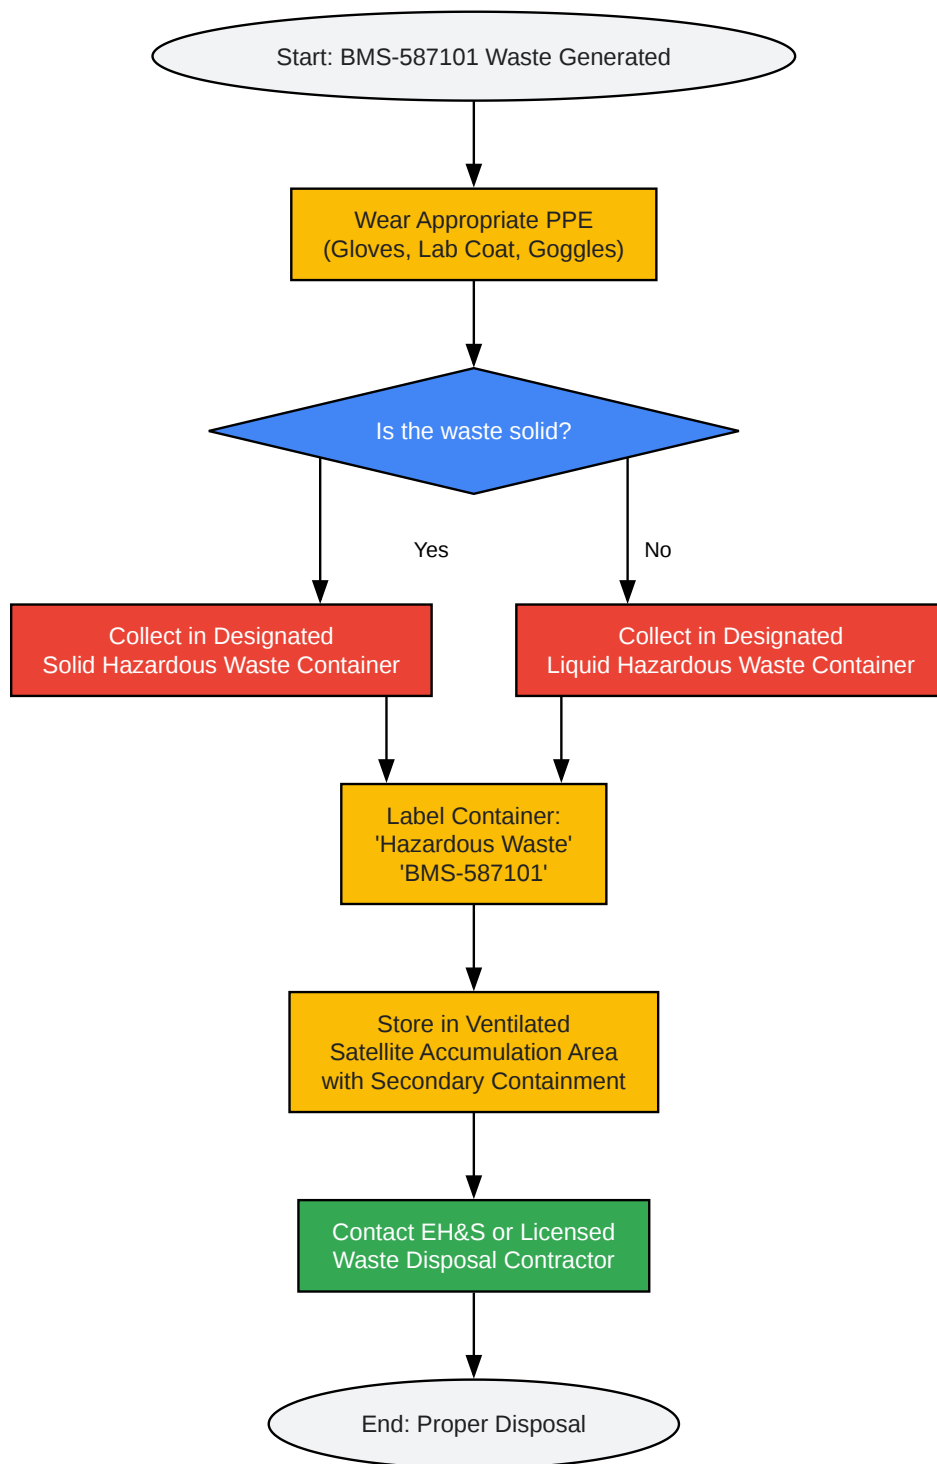 Start: BMS-587101 Waste Generated
Wear Appropriate PPE
(Gloves, Lab Coat, Goggles)
Is the waste solid?
Yes
No
Collect in Designated
Solid Hazardous Waste Container
Collect in Designated
Liquid Hazardous Waste Container
Label Container:
'Hazardous Waste'
'BMS-587101'
Store in Ventilated
Satellite Accumulation Area
with Secondary Containment
Contact EH&S or Licensed
Waste Disposal Contractor
End: Proper Disposal